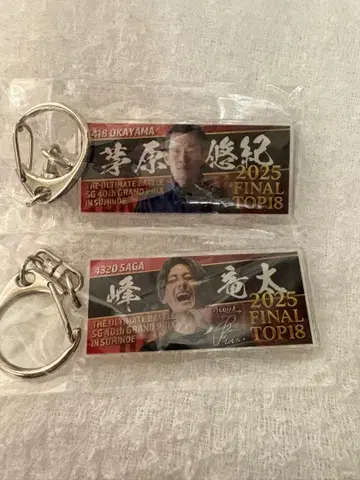 4418 OKAYAMA
茅原 悠紀
THE ULTIMATE BATTLE
SG 40th GRAND PRIX
IN SUMINOE
2025
FINAL
TOP18
4320 SAGA
峰 竜太
THE ULTIMATE BATTLE
SG 40th GRAND PRIX
IN SUMINOE
2025
FINAL
TOP18